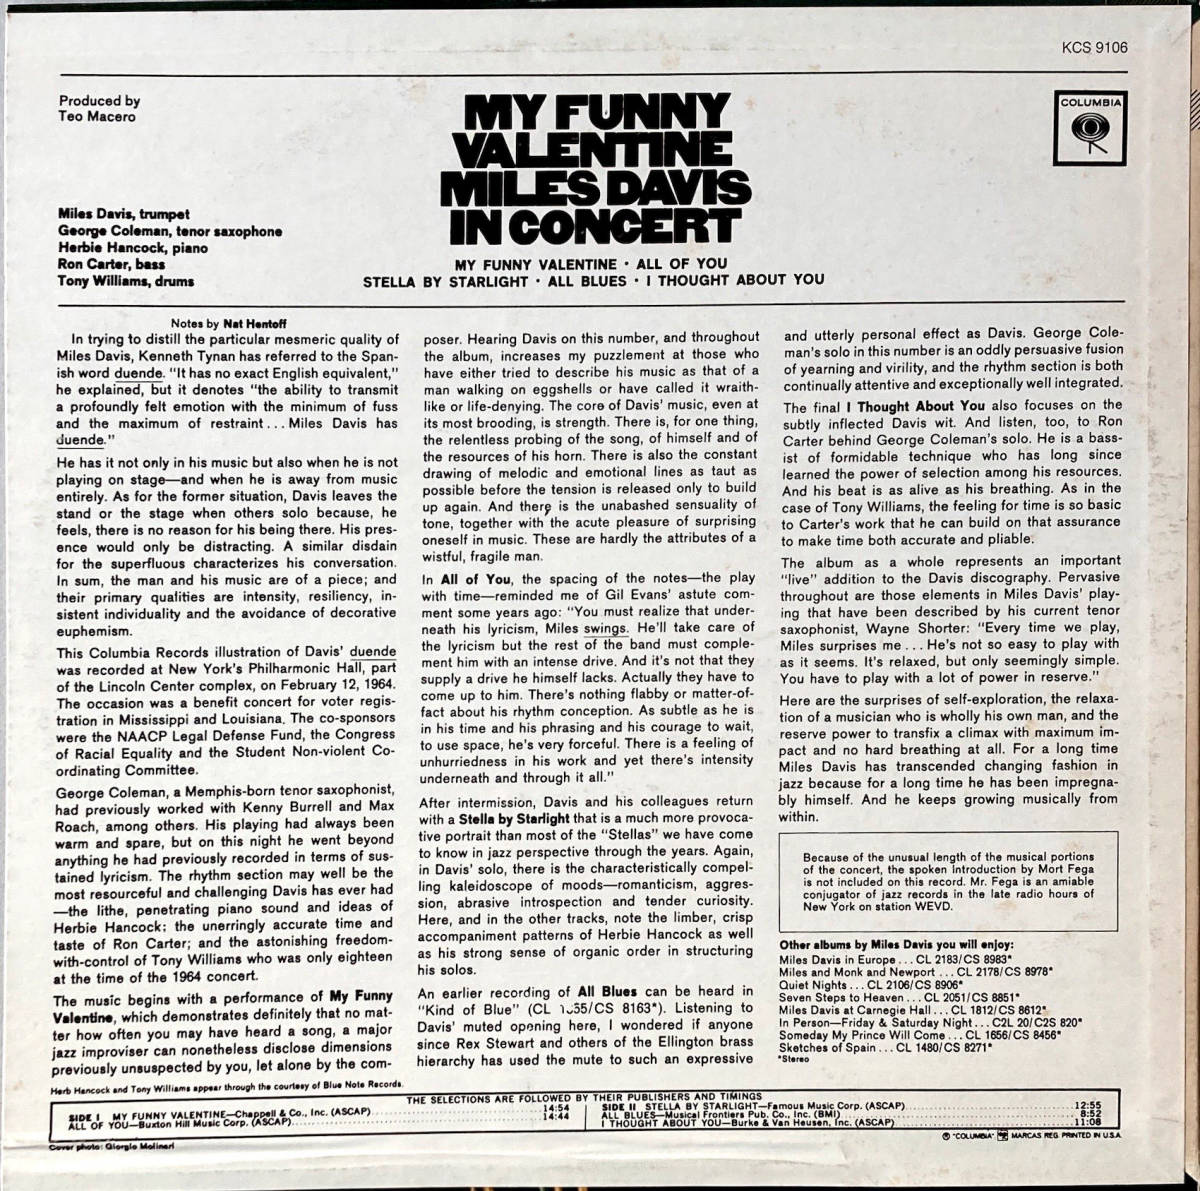 KCS 9106
Produced by
Teo Macero
MY FUNNY
VALENTINE
MILES DAVIS
IN CONCERT
COLUMBIA
Miles Davis, trumpet
George Coleman, tenor saxophone
Herbie Hancock, piano
Ron Carter, bass
Tony Williams, drums
MY FUNNY VALENTINE · ALL OF YOU
STELLA BY STARLIGHT · ALL BLUES · I THOUGHT ABOUT YOU
Notes by Nat Hentoff
In trying to distill the particular mesmeric quality of
Miles Davis, Kenneth Tynan has referred to the Span-
ish word duende. "It has no exact English equivalent,"
he explained, but it denotes "the ability to transmit
a profoundly felt emotion with the minimum of fuss
and the maximum of restraint... Miles Davis has
duende."
He has it not only in his music but also when he is not
playing on stage—and when he is away from music
entirely. As for the former situation, Davis leaves the
stand or the stage when others solo because, he
feels, there is no reason for his being there. His pres-
ence would only be distracting. A similar disdain
for the superfluous characterizes his conversation.
In sum, the man and his music are of a piece; and
their primary qualities are intensity, resiliency, in-
sistent individuality and the avoidance of decorative
euphemism.
This Columbia Records illustration of Davis' duende
was recorded at New York's Philharmonic Hall, part
of the Lincoln Center complex, on February 12, 1964.
The occasion was a benefit concert for voter regis-
tration in Mississippi and Louisiana. The co-sponsors
were the NAACP Legal Defense Fund, the Congress
of Racial Equality and the Student Non-violent Co-
ordinating Committee.
George Coleman, a Memphis-born tenor saxophonist,
had previously worked with Kenny Burrell and Max
Roach, among others. His playing had always been
warm and spare, but on this night he went beyond
anything he had previously recorded in terms of sus-
tained lyricism. The rhythm section may well be the
most resourceful and challenging Davis has ever had
—the lithe, penetrating piano sound and ideas of
Herbie Hancock; the unerringly accurate time and
taste of Ron Carter; and the astonishing freedom-
with-control of Tony Williams who was only eighteen
at the time of the 1964 concert.
The music begins with a performance of My Funny
Valentine, which demonstrates definitely that no mat-
ter how often you may have heard a song, a major
jazz improviser can nonetheless disclose dimensions
previously unsuspected by you, let alone by the com-
poser. Hearing Davis on this number, and throughout
the album, increases my puzzlement at those who
have either tried to describe his music as that of a
man walking on eggshells or have called it wraith-
like or life-denying. The core of Davis' music, even at
its most brooding, is strength. There is, for one thing,
the relentless probing of the song, of himself and of
the resources of his horn. There is also the constant
drawing of melodic and emotional lines as taut as
possible before the tension is released only to build
up again. And there is the unabashed sensuality of
tone, together with the acute pleasure of surprising
oneself in music. These are hardly the attributes of a
wistful, fragile man.
In All of You, the spacing of the notes—the play
with time—reminded me of Gil Evans' astute com-
ment some years ago: "You must realize that under-
neath his lyricism, Miles swings. He'll take care of
the lyricism but the rest of the band must comple-
ment him with an intense drive. And it's not that they
supply a drive he himself lacks. Actually they have to
come up to him. There's nothing flabby or matter-of-
fact about his rhythm conception. As subtle as he is
in his time and his phrasing and his courage to wait,
to use space, he's very forceful. There is a feeling of
unhurriedness in his work and yet there's intensity
underneath and through it all."
After intermission, Davis and his colleagues return
with a Stella by Starlight that is a much more provoca-
tive portrait than most of the "Stellas" we have come
to know in jazz perspective through the years. Again,
in Davis' solo, there is the characteristically compel-
ling kaleidoscope of moods—romanticism, aggres-
sion, abrasive introspection and tender curiosity.
Here, and in the other tracks, note the limber, crisp
accompaniment patterns of Herbie Hancock as well
as his strong sense of organic order in structuring
his solos.
An earlier recording of All Blues can be heard in
"Kind of Blue" (CL 1355/CS 8163*). Listening to
Davis' muted opening here, I wondered if anyone
since Rex Stewart and others of the Ellington brass
hierarchy has used the mute to such an expressive
and utterly personal effect as Davis. George Cole-
man's solo in this number is an oddly persuasive fusion
of yearning and virility, and the rhythm section is both
continually attentive and exceptionally well integrated.
The final I Thought About You also focuses on the
subtly inflected Davis wit. And listen, too, to Ron
Carter behind George Coleman's solo. He is a bass-
ist of formidable technique who has long since
learned the power of selection among his resources.
And his beat is as alive as his breathing. As in the
case of Tony Williams, the feeling for time is so basic
to Carter's work that he can build on that assurance
to make time both accurate and pliable.
The album as a whole represents an important
"live" addition to the Davis discography. Pervasive
throughout are those elements in Miles Davis' play-
ing that have been described by his current tenor
saxophonist, Wayne Shorter: "Every time we play,
Miles surprises me... He's not so easy to play with
as it seems. It's relaxed, but only seemingly simple.
You have to play with a lot of power in reserve."
Here are the surprises of self-exploration, the relaxa-
tion of a musician who is wholly his own man, and the
reserve power to transfix a climax with maximum im-
pact and no hard breathing at all. For a long time
Miles Davis has transcended changing fashion in
jazz because for a long time he has been impregna-
bly himself. And he keeps growing musically from
within.
Because of the unusual length of the musical portions
of the concert, the spoken introduction by Mort Fega
is not included on this record. Mr. Fega is an amiable
conjugator of jazz records in the late radio hours of
New York on station WEVD.
Other albums by Miles Davis you will enjoy:
Miles Davis in Europe... CL 2183/CS 8983*
Miles and Monk and Newport... CL 2178/CS 8978*
Quiet Nights... CL 2106/CS 8906*
Seven Steps to Heaven... CL 2051/CS 8851*
Miles Davis at Carnegie Hall... CL 1812/CS 8612*
In Person—Friday & Saturday Night... C2L 20/C2S 820*
Someday My Prince Will Come... CL 1656/CS 8456*
Sketches of Spain... CL 1480/CS 8271*
*Stereo
Herb Hancock and Tony Williams appear through the courtesy of Blue Note Records.
THE SELECTIONS ARE FOLLOWED BY THEIR PUBLISHERS AND TIMINGS
SIDE I MY FUNNY VALENTINE—Chappell & Co., Inc. (ASCAP) 14:54
ALL OF YOU—Buxton Hill Music Corp. (ASCAP) 14:44
SIDE II STELLA BY STARLIGHT—Famous Music Corp. (ASCAP) 12:55
ALL BLUES—Musical Frontiers Pub. Co., Inc. (BMI) 8:52
I THOUGHT ABOUT YOU—Burke & Van Heusen, Inc. (ASCAP) 11:08
Cover photo: Giorgio Molinari
Ⓟ "COLUMBIA" MARCAS REG. PRINTED IN U.S.A.